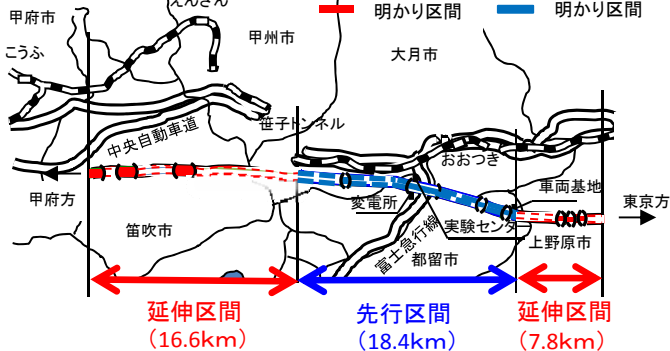 えんざん
甲府市
明かり区間
明かり区間
こうふ
甲州市
大月市
笹子トンネル
中央自動車道
おおつき
車両基地
甲府方
変電所
東京方
実験センタ
笛吹市
富士急行線
都留市
上野原市
延伸区間
(16.6km)
先行区間
(18.4km)
延伸区間
(7.8km)